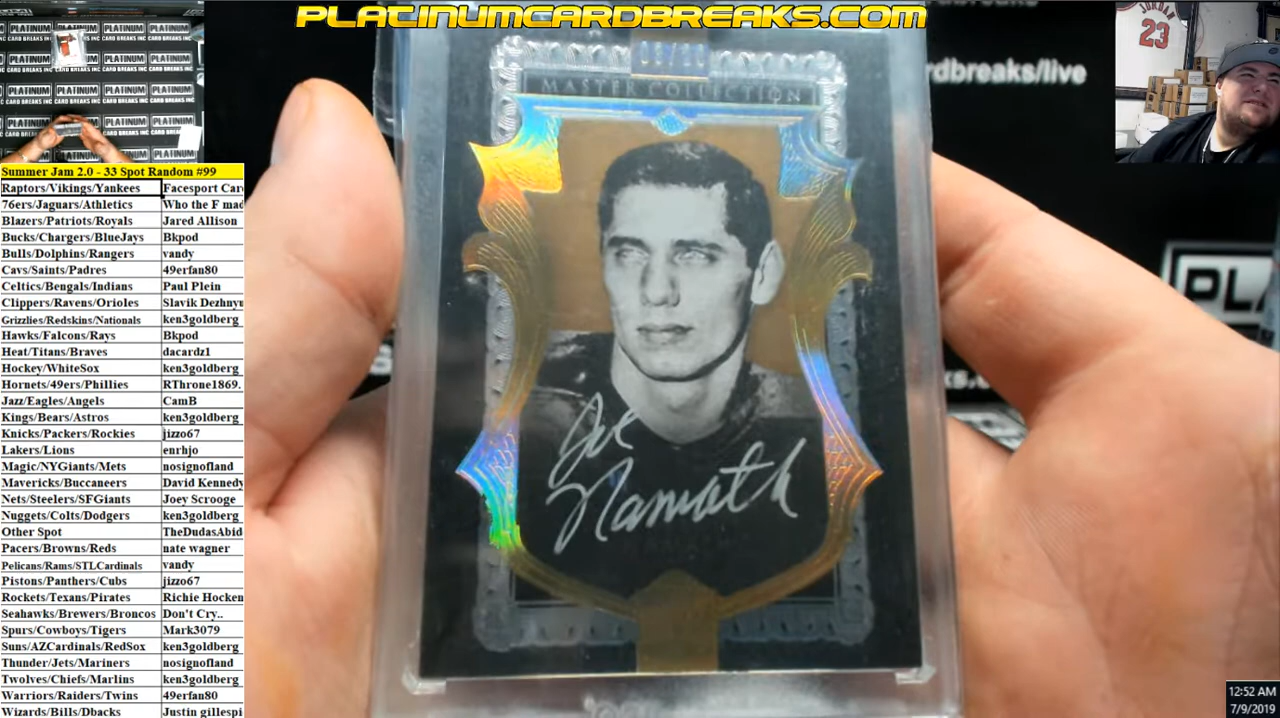 PLATINUMCARDBREAKS.COM
JORDAN
23
rdbreaks/live
PLATINUM
CARD BREAKS INC
MASTER COLLECTION
Joe
Namath
Summer Jam 2.0 - 33 Spot Random #99
Raptors/Vikings/Yankees Facesport Car
76ers/Jaguars/Athletics Who the F mad
Blazers/Patriots/Royals Jared Allison
Bucks/Chargers/BlueJays Bkpod
Bulls/Dolphins/Rangers vandy
Cavs/Saints/Padres 49erfan80
Celtics/Bengals/Indians Paul Plein
Clippers/Ravens/Orioles Slavik Dezhnyu
Grizzlies/Redskins/Nationals ken3goldberg
Hawks/Falcons/Rays Bkpod
Heat/Titans/Braves dacardz1
Hockey/WhiteSox ken3goldberg
Hornets/49ers/Phillies RThrone1869.
Jazz/Eagles/Angels CamB
Kings/Bears/Astros ken3goldberg
Knicks/Packers/Rockies jizzo67
Lakers/Lions enrhjo
Magic/NYGiants/Mets nosignofland
Mavericks/Buccaneers David Kennedy
Nets/Steelers/SFGiants Joey Scrooge
Nuggets/Colts/Dodgers ken3goldberg
Other Spot TheDudasAbid
Pacers/Browns/Reds nate wagner
Pelicans/Rams/STLCardinals vandy
Pistons/Panthers/Cubs jizzo67
Rockets/Texans/Pirates Richie Hocken
Seahawks/Brewers/Broncos Don't Cry..
Spurs/Cowboys/Tigers Mark3079
Suns/AZCardinals/RedSox ken3goldberg
Thunder/Jets/Mariners nosignofland
Twolves/Chiefs/Marlins ken3goldberg
Warriors/Raiders/Twins 49erfan80
Wizards/Bills/Dbacks Justin gillespi
12:52 AM
7/9/2019